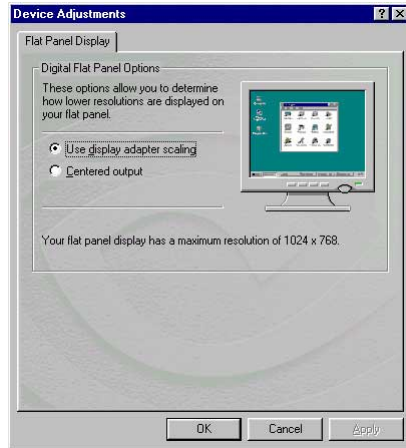 Device Adjustments
Flat Panel Display
Digital Flat Panel Options
These options allow you to determine
how lower resolutions are displayed on
your flat panel.
Use display adapter scaling
Centered output
Your flat panel display has a maximum resolution of 1024 x 768.
OK Cancel Apply